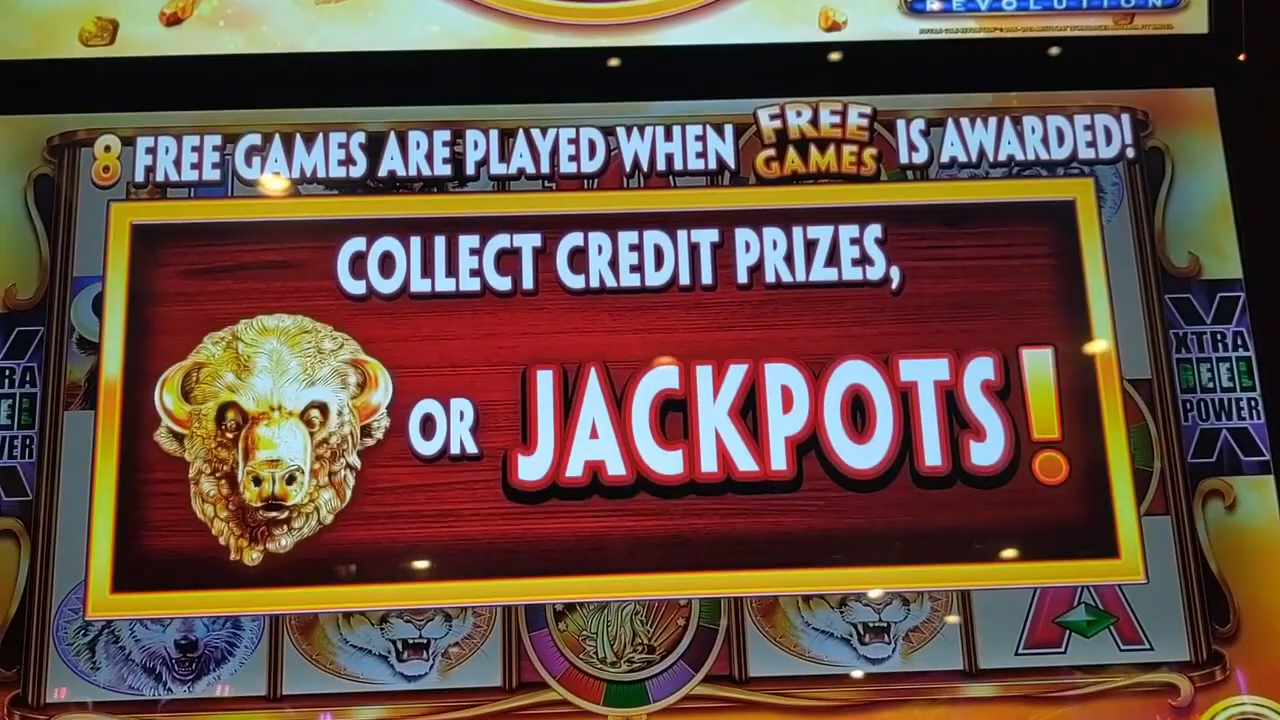 REVOLUTION
8 FREE GAMES ARE PLAYED WHEN FREE GAMES IS AWARDED!
COLLECT CREDIT PRIZES,
OR JACKPOTS!
XTRA
REEL
POWER
A